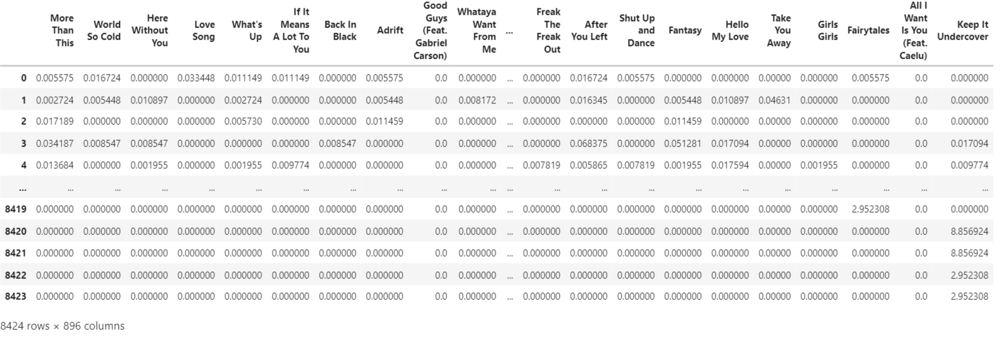 More Than This World So Cold Here Without You Love Song What's Up If It Means A Lot To You Back In Black Adrift Good Guys (Feat. Gabriel Carson) Whataya Want From Me ... Freak The Freak Out After You Left Shut Up and Dance Fantasy Hello My Love Take You Away Girls Girls Fairytales All I Want Is You (Feat. Caelu) Keep It Undercover
0 0.005575 0.016724 0.000000 0.033448 0.011149 0.011149 0.000000 0.005575 0.0 0.000000 ... 0.000000 0.016724 0.005575 0.000000 0.000000 0.00000 0.000000 0.005575 0.0 0.000000
1 0.002724 0.005448 0.010897 0.000000 0.002724 0.000000 0.000000 0.005448 0.0 0.008172 ... 0.000000 0.016345 0.000000 0.005448 0.010897 0.04631 0.000000 0.000000 0.0 0.000000
2 0.017189 0.000000 0.000000 0.000000 0.005730 0.000000 0.000000 0.011459 0.0 0.000000 ... 0.000000 0.000000 0.000000 0.011459 0.000000 0.00000 0.000000 0.000000 0.0 0.000000
3 0.034187 0.008547 0.008547 0.000000 0.000000 0.000000 0.008547 0.000000 0.0 0.000000 ... 0.000000 0.068375 0.000000 0.051281 0.017094 0.00000 0.000000 0.000000 0.0 0.017094
4 0.013684 0.000000 0.001955 0.000000 0.001955 0.009774 0.000000 0.000000 0.0 0.000000 ... 0.007819 0.005865 0.007819 0.001955 0.017594 0.00000 0.001955 0.000000 0.0 0.009774
... ... ... ... ... ... ... ... ... ... ... ... ... ... ... ... ... ... ... ... ... ...
8419 0.000000 0.000000 0.000000 0.000000 0.000000 0.000000 0.000000 0.000000 0.0 0.000000 ... 0.000000 0.000000 0.000000 0.000000 0.000000 0.00000 0.000000 2.952308 0.0 0.000000
8420 0.000000 0.000000 0.000000 0.000000 0.000000 0.000000 0.000000 0.000000 0.0 0.000000 ... 0.000000 0.000000 0.000000 0.000000 0.000000 0.00000 0.000000 0.000000 0.0 8.856924
8421 0.000000 0.000000 0.000000 0.000000 0.000000 0.000000 0.000000 0.000000 0.0 0.000000 ... 0.000000 0.000000 0.000000 0.000000 0.000000 0.00000 0.000000 0.000000 0.0 8.856924
8422 0.000000 0.000000 0.000000 0.000000 0.000000 0.000000 0.000000 0.000000 0.0 0.000000 ... 0.000000 0.000000 0.000000 0.000000 0.000000 0.00000 0.000000 0.000000 0.0 2.952308
8423 0.000000 0.000000 0.000000 0.000000 0.000000 0.000000 0.000000 0.000000 0.0 0.000000 ... 0.000000 0.000000 0.000000 0.000000 0.000000 0.00000 0.000000 0.000000 0.0 2.952308
8424 rows × 896 columns